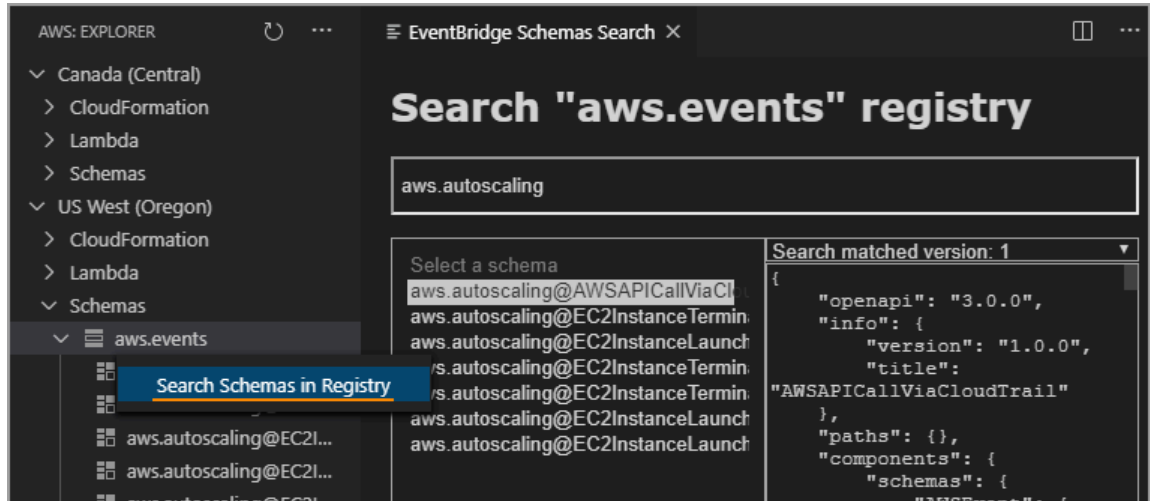 AWS: EXPLORER
Canada (Central)
CloudFormation
Lambda
Schemas
US West (Oregon)
CloudFormation
Lambda
Schemas
aws.events
Search Schemas in Registry
aws.autoscaling@EC2I...
aws.autoscaling@EC2I...
EventBridge Schemas Search
Search "aws.events" registry
aws.autoscaling
Select a schema
aws.autoscaling@AWSAPICallViaClou
aws.autoscaling@EC2InstanceTermin
aws.autoscaling@EC2InstanceLaunch
aws.autoscaling@EC2InstanceTermin
aws.autoscaling@EC2InstanceTermin
aws.autoscaling@EC2InstanceLaunch
aws.autoscaling@EC2InstanceLaunch
Search matched version: 1
{
"openapi": "3.0.0",
"info": {
"version": "1.0.0",
"title":
"AWSAPICallViaCloudTrail"
},
"paths": {},
"components": {
"schemas": {